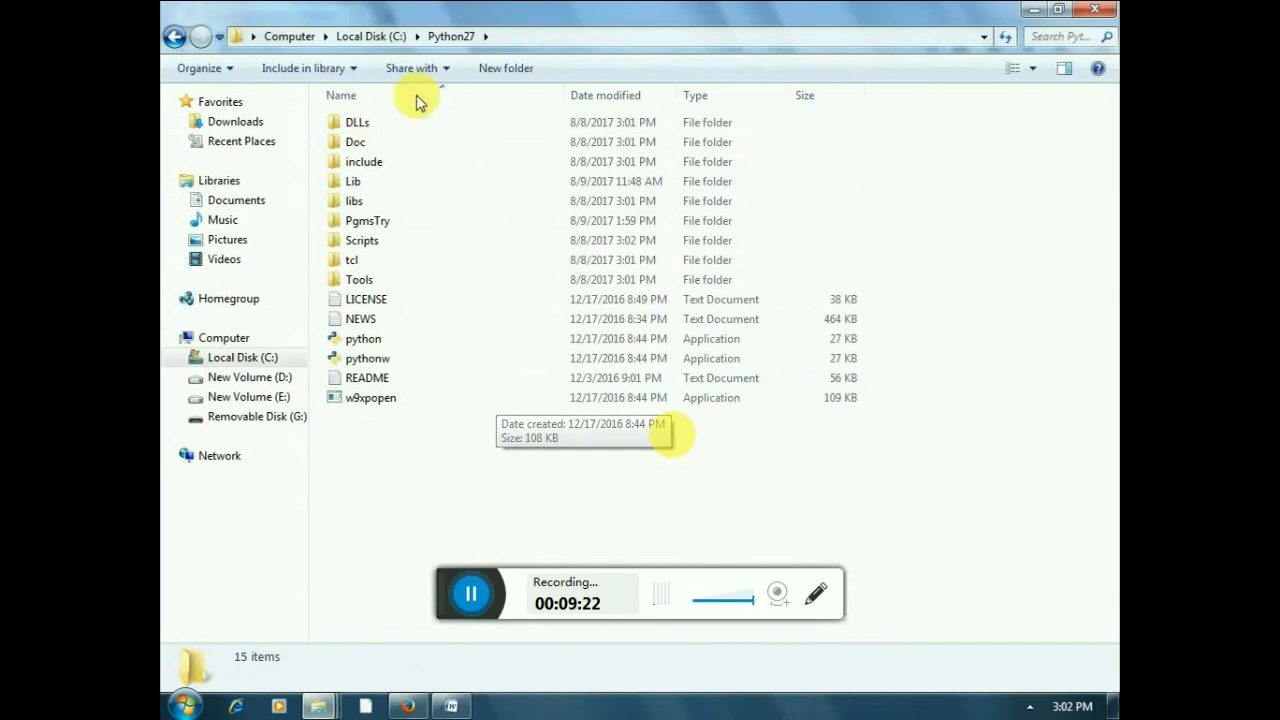 Computer Local Disk (C:) Python27 Search Pyt...
Organize Include in library Share with New folder
Name Date modified Type Size
Favorites
Downloads
Recent Places
Libraries
Documents
Music
Pictures
Videos
Homegroup
Computer
Local Disk (C:)
New Volume (D:)
New Volume (E:)
Removable Disk (G:)
Network
DLLs 8/8/2017 3:01 PM File folder
Doc 8/8/2017 3:01 PM File folder
include 8/8/2017 3:01 PM File folder
Lib 8/9/2017 11:48 AM File folder
libs 8/8/2017 3:01 PM File folder
PgmsTry 8/9/2017 1:59 PM File folder
Scripts 8/8/2017 3:02 PM File folder
tcl 8/8/2017 3:01 PM File folder
Tools 8/8/2017 3:01 PM File folder
LICENSE 12/17/2016 8:49 PM Text Document 38 KB
NEWS 12/17/2016 8:34 PM Text Document 464 KB
python 12/17/2016 8:44 PM Application 27 KB
pythonw 12/17/2016 8:44 PM Application 27 KB
README 12/3/2016 9:01 PM Text Document 56 KB
w9xpopen 12/17/2016 8:44 PM Application 109 KB
Date created: 12/17/2016 8:44 PM
Size: 108 KB
Recording...
00:09:22
15 items
3:02 PM